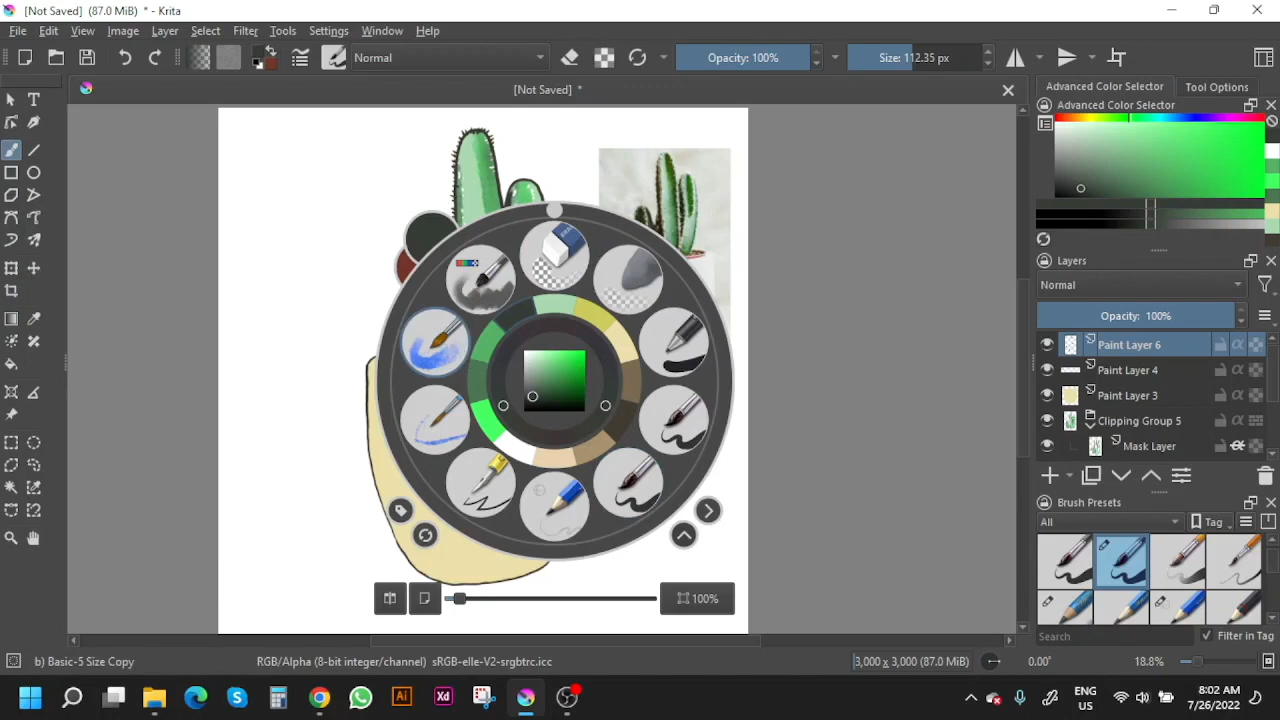 [Not Saved] (87.0 MiB) * - Krita
File Edit View Image Layer Select Filter Tools Settings Window Help
Normal Opacity: 100% Size: 112.35 px
[Not Saved] *
Advanced Color Selector Tool Options
Advanced Color Selector
Layers
Normal
Opacity: 100%
Paint Layer 6
Paint Layer 4
Paint Layer 3
Clipping Group 5
Mask Layer
Brush Presets
All Tag
100%
Search Filter in Tag
b) Basic-5 Size Copy RGB/Alpha (8-bit integer/channel) sRGB-elle-V2-srgbtrc.icc 3,000 x 3,000 (87.0 MiB) 0.00° 18.8%
ENG 8:02 AM
US 7/26/2022